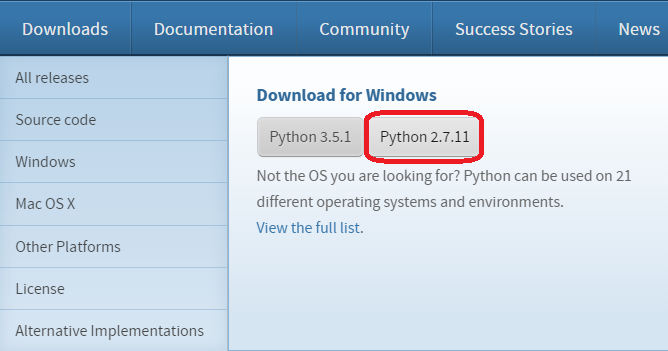 Downloads Documentation Community Success Stories News
All releases
Source code
Windows
Mac OS X
Other Platforms
License
Alternative Implementations
Download for Windows
Python 3.5.1 Python 2.7.11
Not the OS you are looking for? Python can be used on 21
different operating systems and environments.
View the full list.